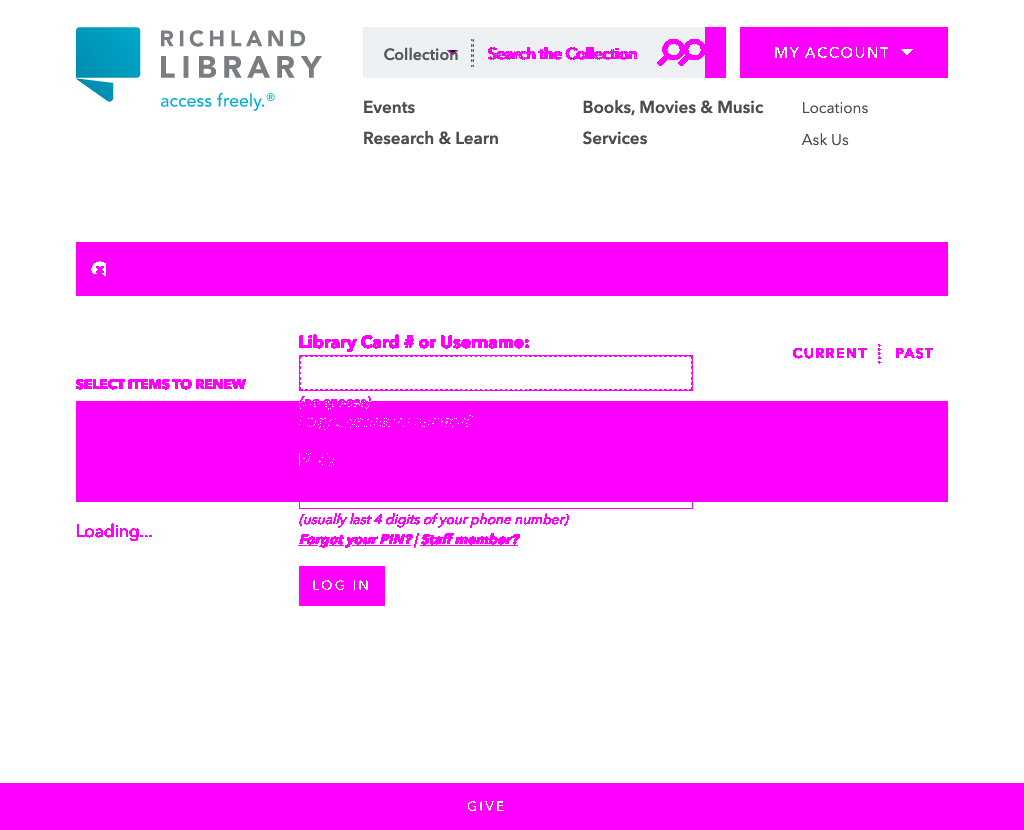 RICHLAND
LIBRARY
access freely.®
Collection
Search the Collection
MY ACCOUNT
Events
Books, Movies & Music
Locations
Research & Learn
Services
Ask Us
Library Card # or Username:
CURRENT
PAST
SELECT ITEMS TO RENEW
(no spaces)
Loading...
(usually last 4 digits of your phone number)
Forgot your PIN? | Staff member?
LOG IN
GIVE